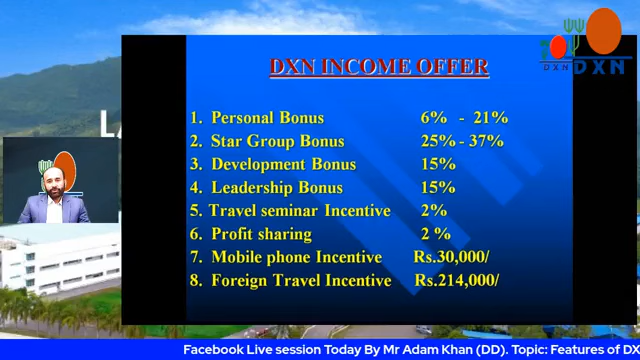 DXN INCOME OFFER
DXN
DXN
LA
1. Personal Bonus 6% - 21%
2. Star Group Bonus 25% - 37%
3. Development Bonus 15%
4. Leadership Bonus 15%
5. Travel seminar Incentive 2%
6. Profit sharing 2 %
7. Mobile phone Incentive Rs.30,000/
8. Foreign Travel Incentive Rs.214,000/
Facebook Live session Today By Mr Adam Khan (DD). Topic: Features of DX